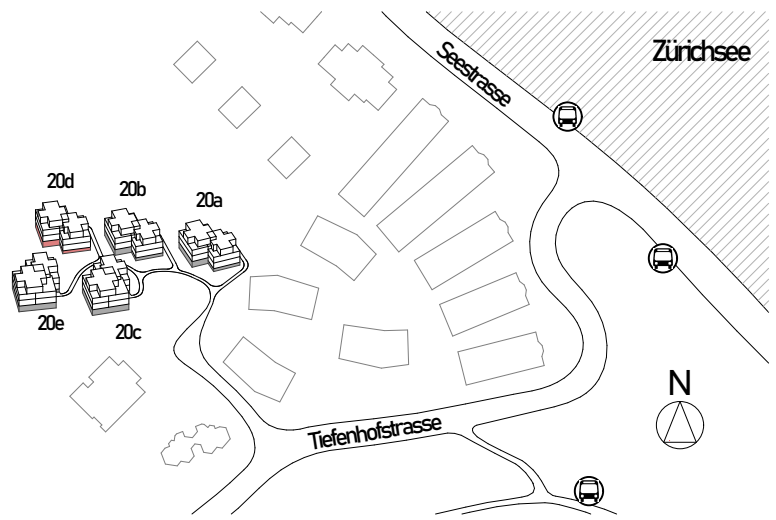 Seestrasse
Zürichsee
20d
20b
20a
20e
20c
N
Tiefenhofstrasse